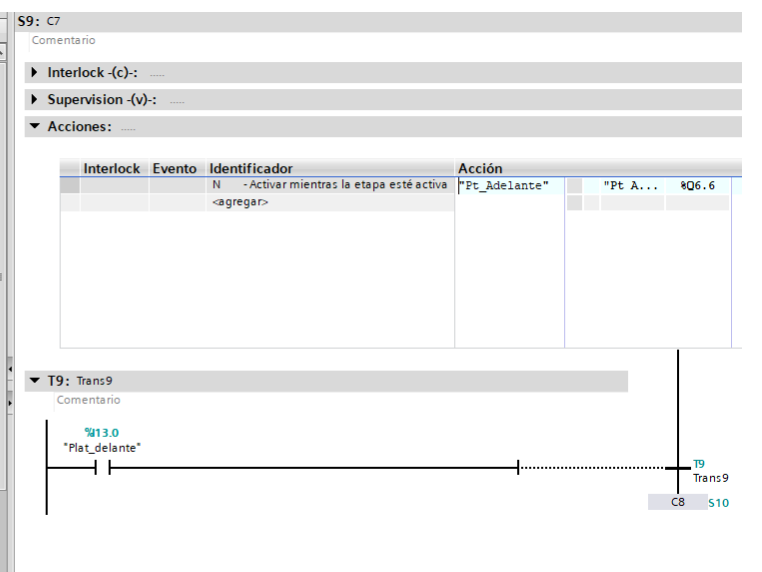 S9: C7
Comentario
Interlock -(c)-: .....
Supervision -(v)-: .....
Acciones: .....
Interlock Evento Identificador Acción
N - Activar mientras la etapa esté activa "Pt_Adelante" "Pt A... %Q6.6
<agregar>
T9: Trans9
Comentario
%I13.0
"Plat_delante"
T9
Trans9
C8 S10